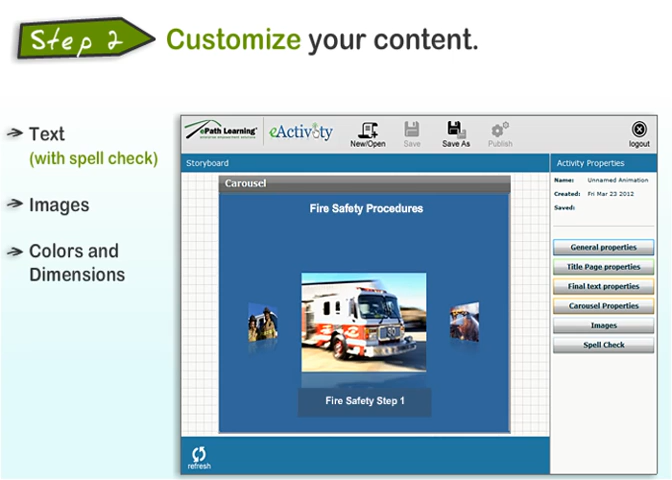 Step 2
Customize your content.
Text
(with spell check)
Images
Colors and
Dimensions
ePath Learning
eActivity
New/Open
Save
Save As
Publish
logout
Storyboard
Activity Properties
Carousel
Name: Unnamed Animation
Created: Fri Mar 23 2012
Saved:
Fire Safety Procedures
General properties
Title Page properties
Final text properties
Carousel Properties
Images
Spell Check
Fire Safety Step 1
refresh